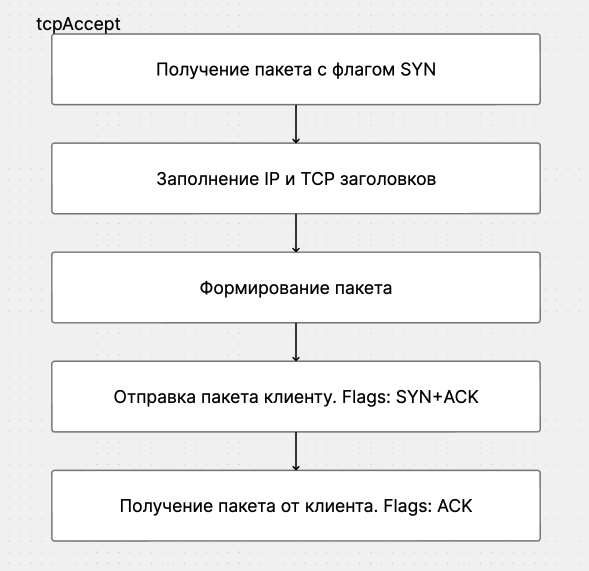 tcpAccept
Получение пакета с флагом SYN
Заполнение IP и TCP заголовков
Формирование пакета
Отправка пакета клиенту. Flags: SYN+ACK
Получение пакета от клиента. Flags: ACK